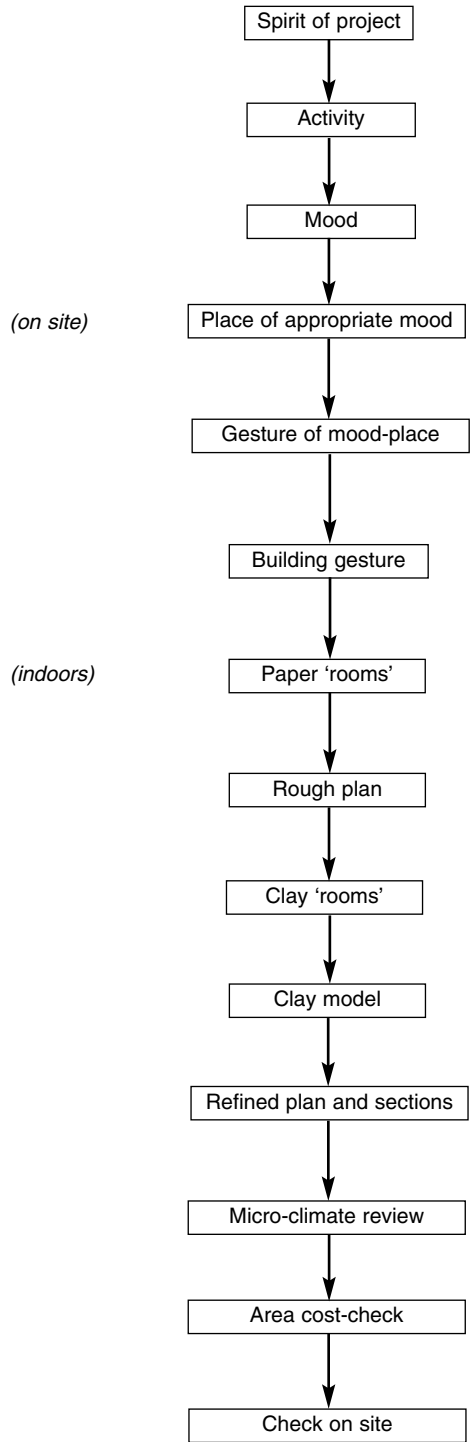 Spirit of project
Activity
Mood
(on site)
Place of appropriate mood
Gesture of mood-place
Building gesture
(indoors)
Paper ‘rooms’
Rough plan
Clay ‘rooms’
Clay model
Refined plan and sections
Micro-climate review
Area cost-check
Check on site